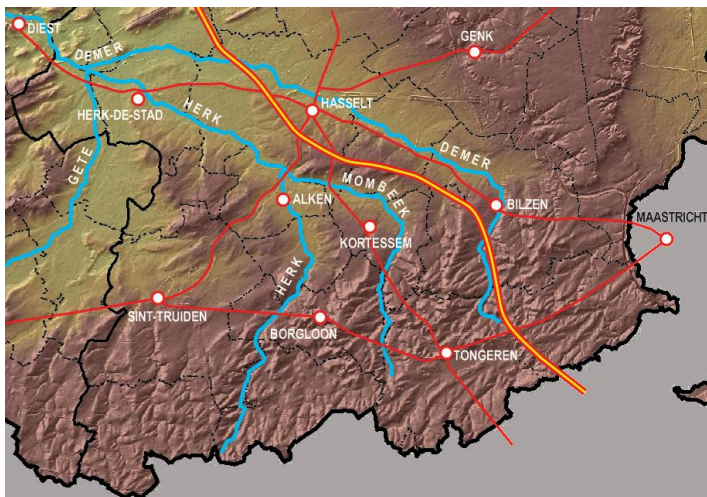 DIEST
DEMER
GENK
HASSELT
HERK-DE-STAD
HERK
GETE
DEMER
MOMBEEK
ALKEN
BILZEN
MAASTRICHT
KORTESSEM
HERK
SINT-TRUIDEN
BORGLOON
TONGEREN